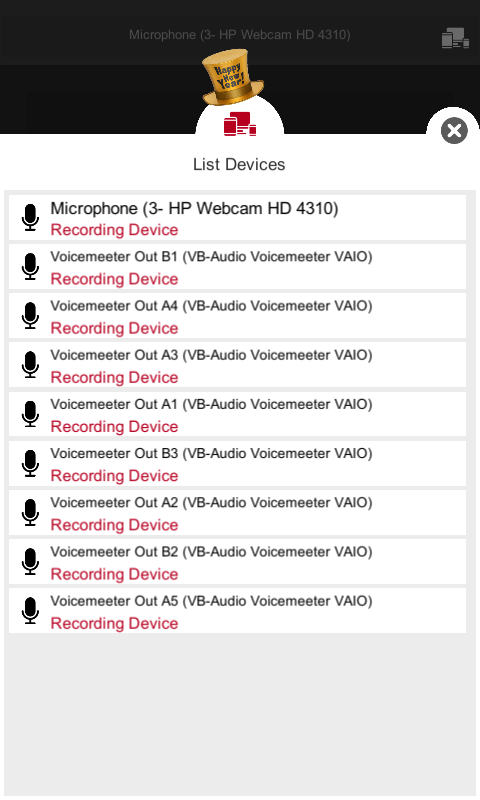 Microphone (3- HP Webcam HD 4310)
Happy
New
Year!
List Devices
Microphone (3- HP Webcam HD 4310)
Recording Device
Voicemeeter Out B1 (VB-Audio Voicemeeter VAIO)
Recording Device
Voicemeeter Out A4 (VB-Audio Voicemeeter VAIO)
Recording Device
Voicemeeter Out A3 (VB-Audio Voicemeeter VAIO)
Recording Device
Voicemeeter Out A1 (VB-Audio Voicemeeter VAIO)
Recording Device
Voicemeeter Out B3 (VB-Audio Voicemeeter VAIO)
Recording Device
Voicemeeter Out A2 (VB-Audio Voicemeeter VAIO)
Recording Device
Voicemeeter Out B2 (VB-Audio Voicemeeter VAIO)
Recording Device
Voicemeeter Out A5 (VB-Audio Voicemeeter VAIO)
Recording Device